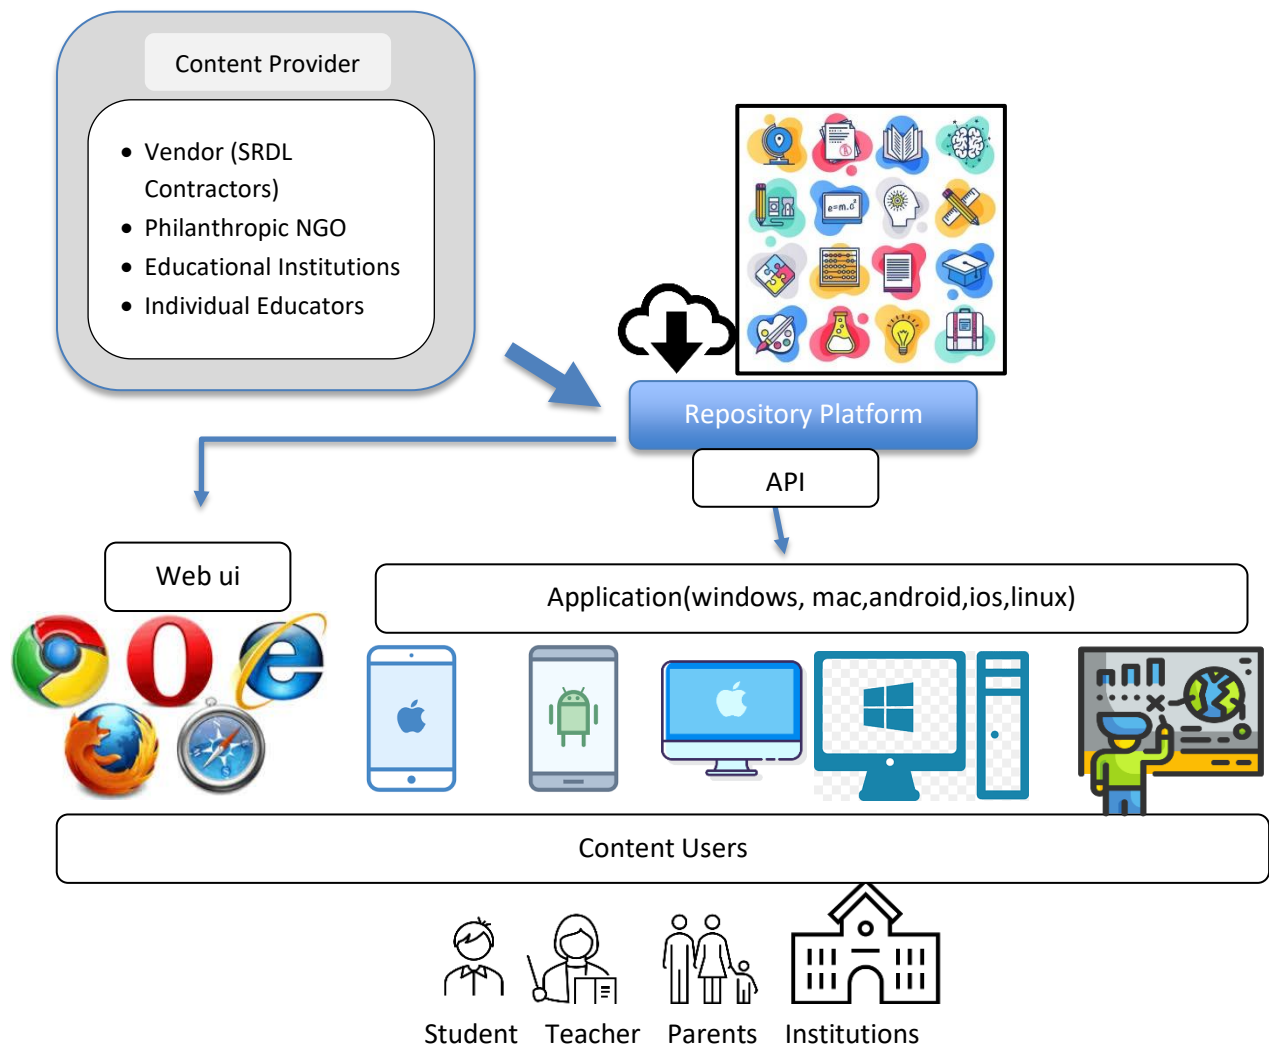 Content Provider
• Vendor (SRDL
Contractors)
• Philanthropic NGO
• Educational Institutions
• Individual Educators
e=m.c²
Repository Platform
API
Web ui
Application(windows, mac,android,ios,linux)
Content Users
Student Teacher Parents Institutions